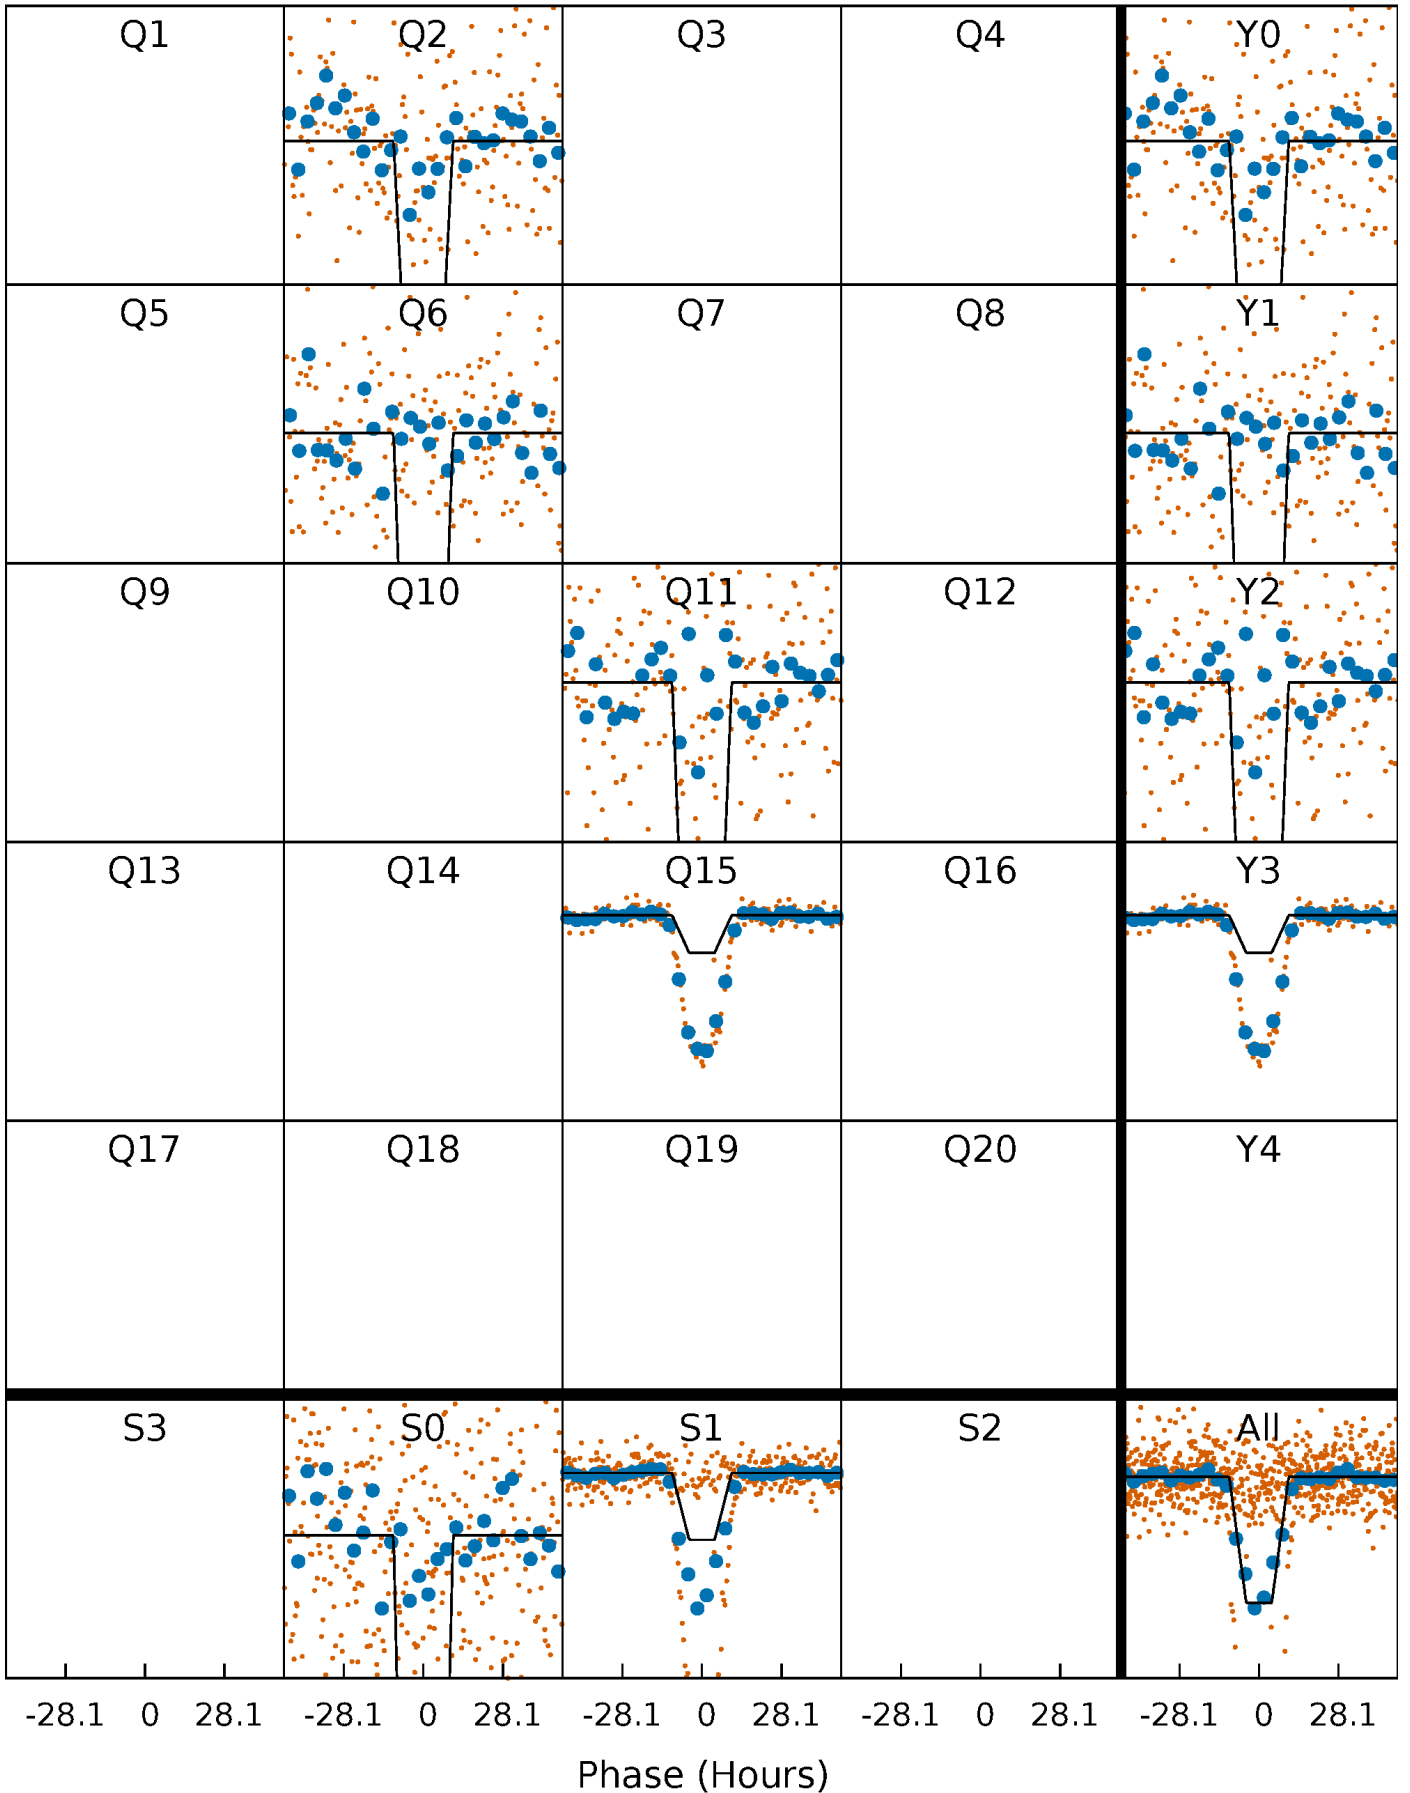 Q1 Q2 Q3 Q4 Y0
Q5 Q6 Q7 Q8 Y1
Q9 Q10 Q11 Q12 Y2
Q13 Q14 Q15 Q16 Y3
Q17 Q18 Q19 Q20 Y4
S3 S0 S1 S2 All
-28.1 0 28.1 -28.1 0 28.1 -28.1 0 28.1 -28.1 0 28.1 -28.1 0 28.1
Phase (Hours)